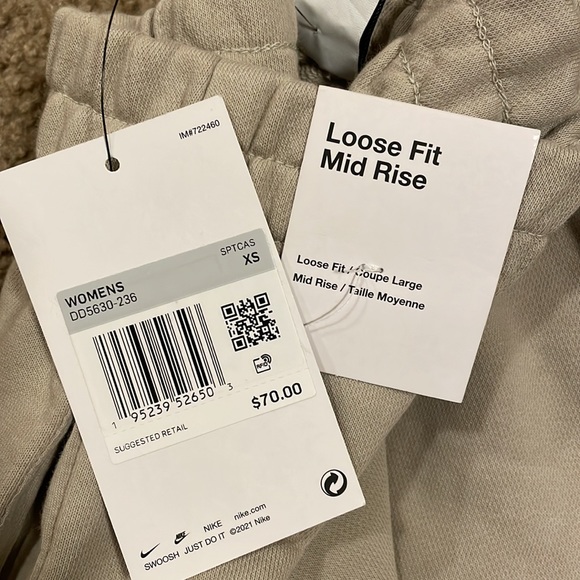 IM#722460
SPTCAS
WOMENS XS
DD5630-236
RFID
1 95239 52650 3
$70.00
SUGGESTED RETAIL
NIKE nike.com
SWOOSH JUST DO IT ©2021 Nike
Loose Fit
Mid Rise
Loose Fit / Coupe Large
Mid Rise / Taille Moyenne